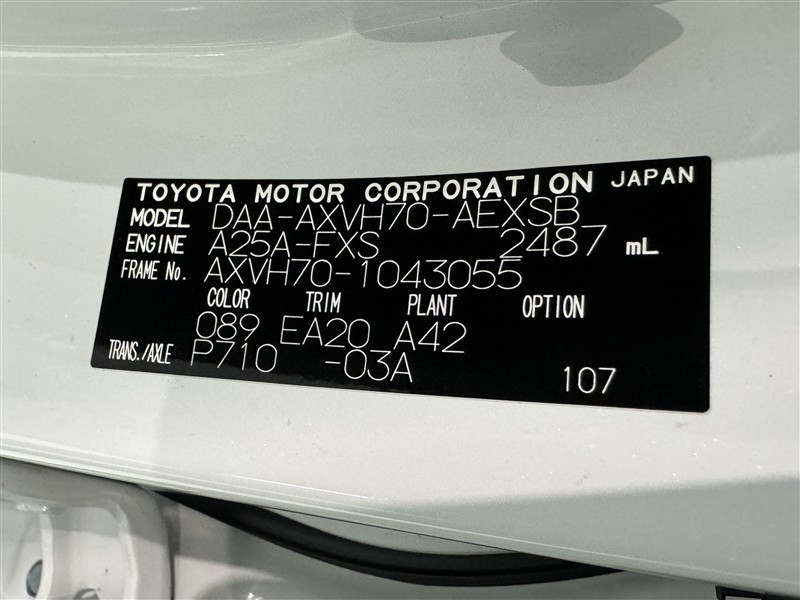 TOYOTA MOTOR CORPORATION JAPAN
MODEL DAA-AXVH70-AEXSB
ENGINE A25A-FXS 2487 mL
FRAME No. AXVH70-1043055
COLOR TRIM PLANT OPTION
089 EA20 A42
TRANS./AXLE P710 -03A
107